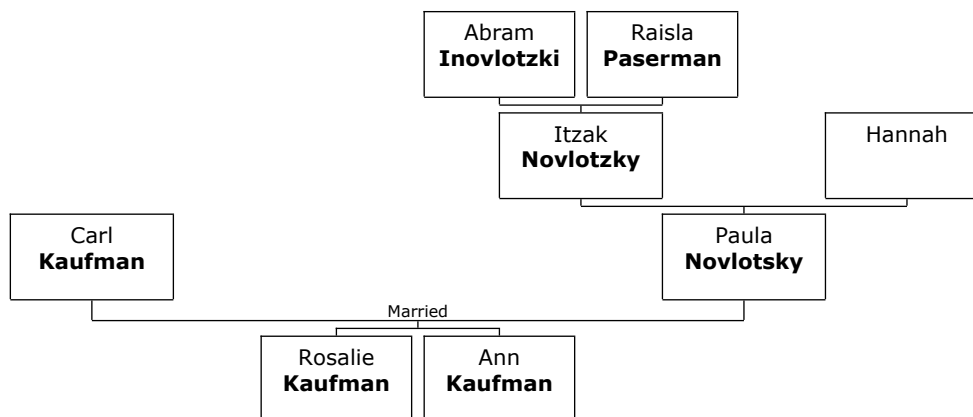 Abram
Inovlotzki
Raisla
Paserman
Itzak
Novlotzky
Hannah
Carl
Kaufman
Paula
Novlotsky
Married
Rosalie
Kaufman
Ann
Kaufman